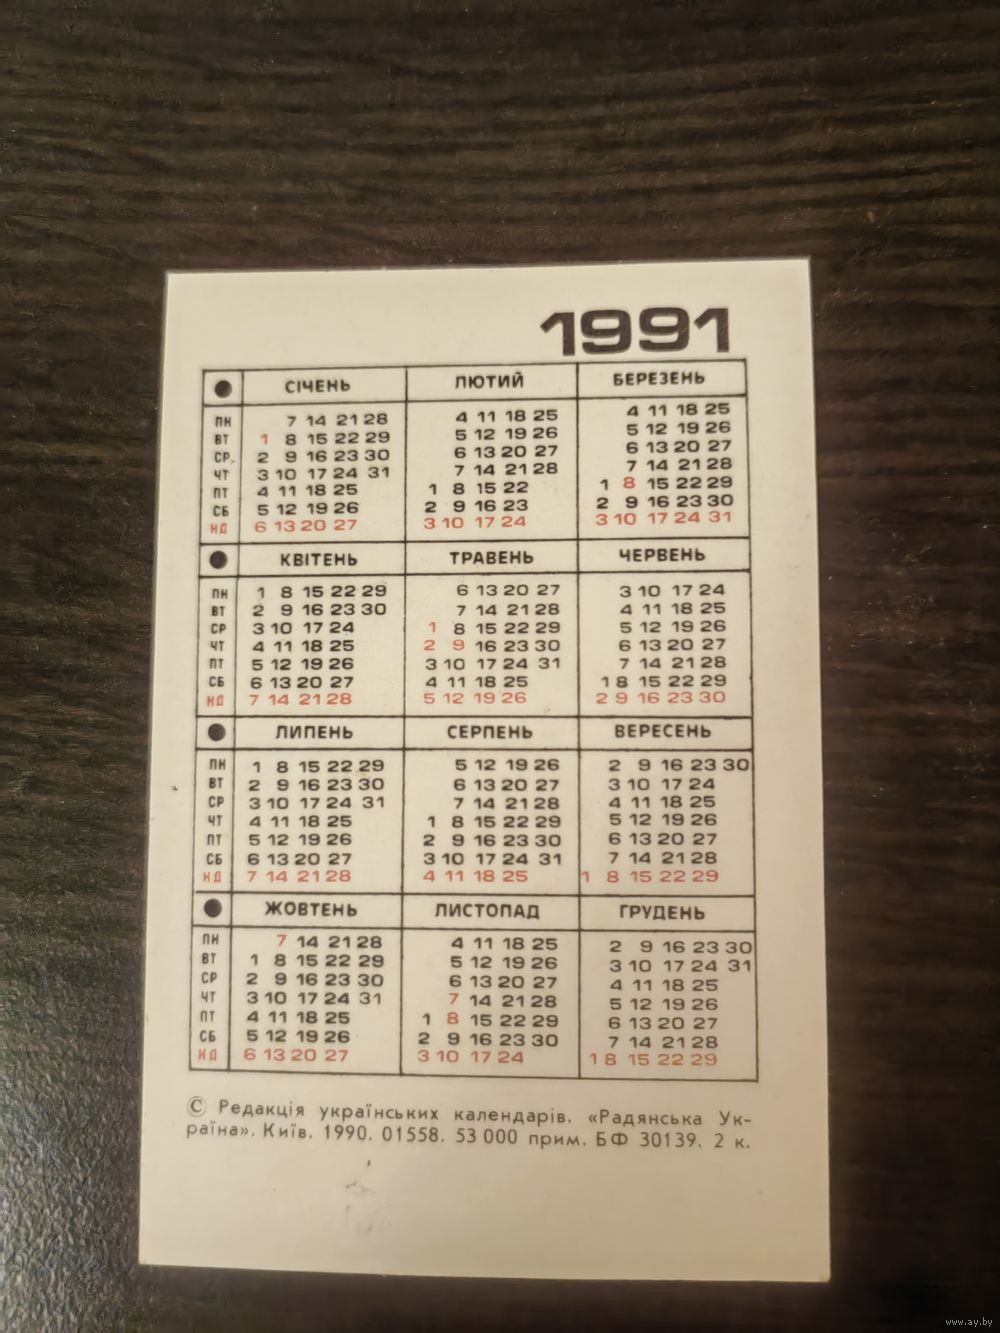 1991
СІЧЕНЬ ЛЮТИЙ БЕРЕЗЕНЬ
ПН 7 14 21 28 4 11 18 25 4 11 18 25
ВТ 1 8 15 22 29 5 12 19 26 5 12 19 26
СР 2 9 16 23 30 6 13 20 27 6 13 20 27
ЧТ 3 10 17 24 31 7 14 21 28 7 14 21 28
ПТ 4 11 18 25 1 8 15 22 1 8 15 22 29
СБ 5 12 19 26 2 9 16 23 2 9 16 23 30
НД 6 13 20 27 3 10 17 24 3 10 17 24 31
КВІТЕНЬ ТРАВЕНЬ ЧЕРВЕНЬ
ПН 1 8 15 22 29 6 13 20 27 3 10 17 24
ВТ 2 9 16 23 30 7 14 21 28 4 11 18 25
СР 3 10 17 24 1 8 15 22 29 5 12 19 26
ЧТ 4 11 18 25 2 9 16 23 30 6 13 20 27
ПТ 5 12 19 26 3 10 17 24 31 7 14 21 28
СБ 6 13 20 27 4 11 18 25 1 8 15 22 29
НД 7 14 21 28 5 12 19 26 2 9 16 23 30
ЛИПЕНЬ СЕРПЕНЬ ВЕРЕСЕНЬ
ПН 1 8 15 22 29 5 12 19 26 2 9 16 23 30
ВТ 2 9 16 23 30 6 13 20 27 3 10 17 24
СР 3 10 17 24 31 7 14 21 28 4 11 18 25
ЧТ 4 11 18 25 1 8 15 22 29 5 12 19 26
ПТ 5 12 19 26 2 9 16 23 30 6 13 20 27
СБ 6 13 20 27 3 10 17 24 31 7 14 21 28
НД 7 14 21 28 4 11 18 25 1 8 15 22 29
ЖОВТЕНЬ ЛИСТОПАД ГРУДЕНЬ
ПН 7 14 21 28 4 11 18 25 2 9 16 23 30
ВТ 1 8 15 22 29 5 12 19 26 3 10 17 24 31
СР 2 9 16 23 30 6 13 20 27 4 11 18 25
ЧТ 3 10 17 24 31 7 14 21 28 5 12 19 26
ПТ 4 11 18 25 1 8 15 22 29 6 13 20 27
СБ 5 12 19 26 2 9 16 23 30 7 14 21 28
НД 6 13 20 27 3 10 17 24 1 8 15 22 29
© Редакція українських календарів. «Радянська Ук-
раїна». Київ. 1990. 01558. 53 000 прим. БФ 30139. 2 к.
www.ay.by